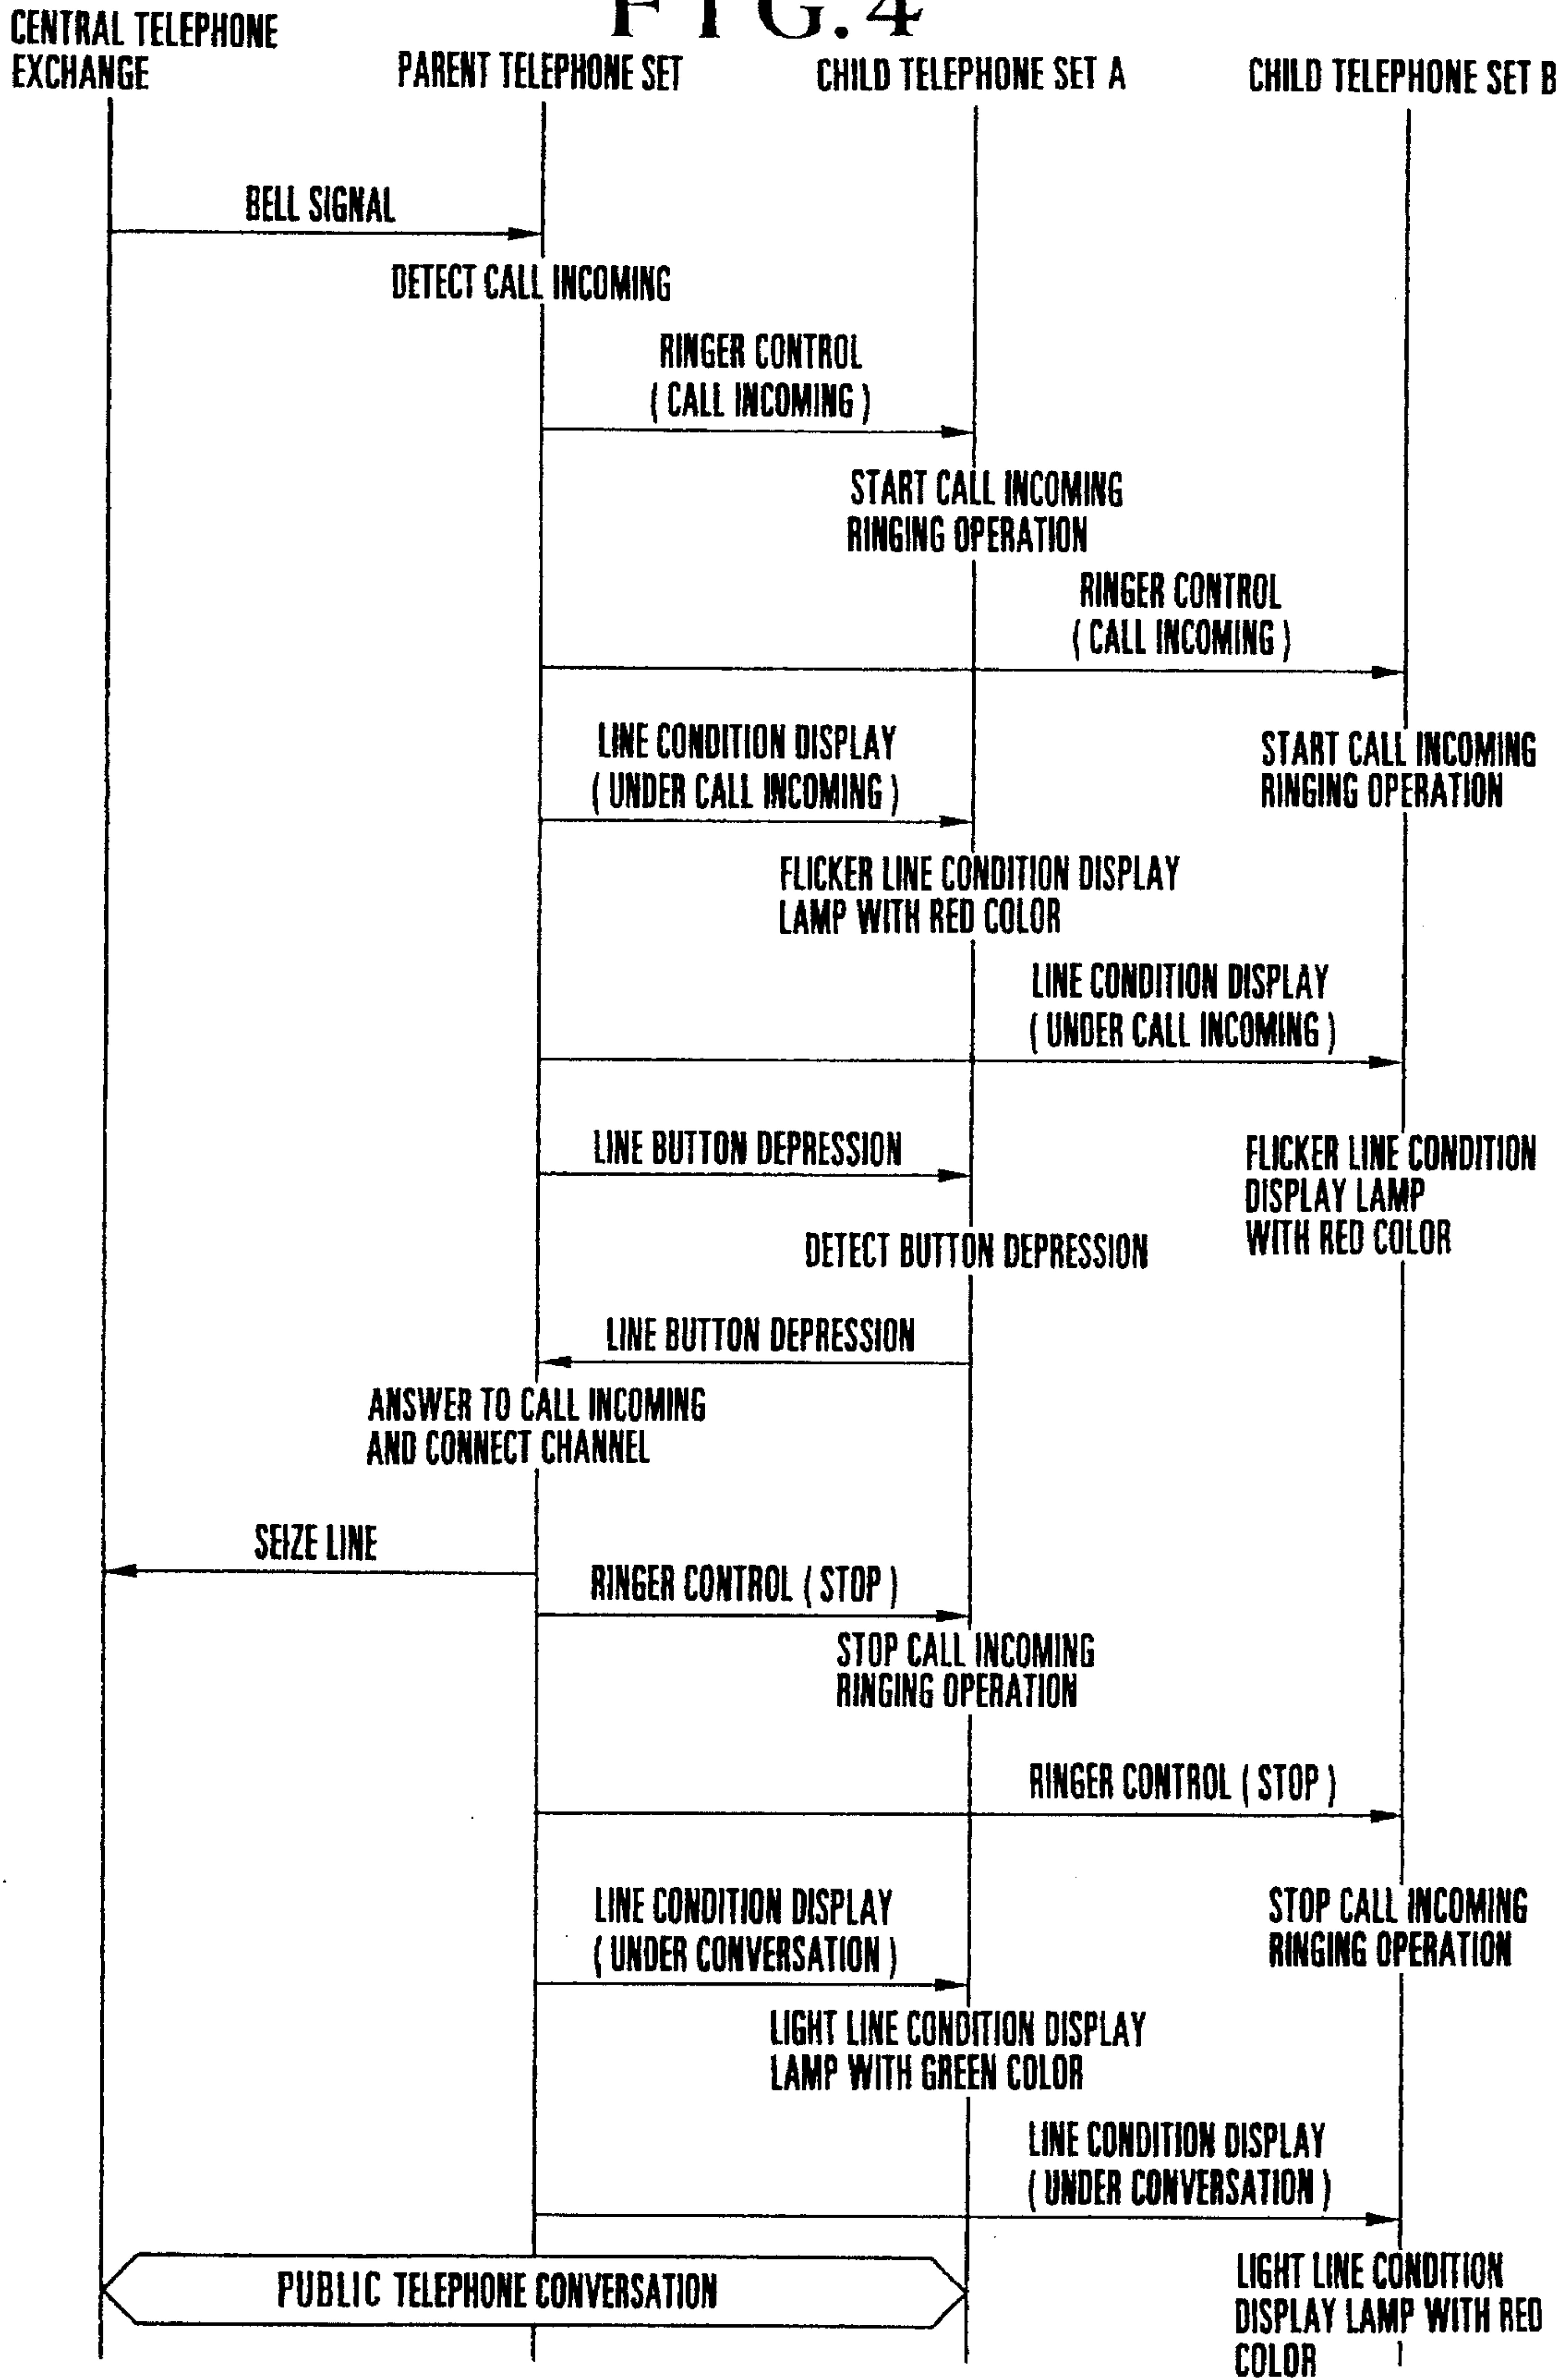 FIG.4
CENTRAL TELEPHONE
EXCHANGE
PARENT TELEPHONE SET
CHILD TELEPHONE SET A
CHILD TELEPHONE SET B
BELL SIGNAL
DETECT CALL INCOMING
RINGER CONTROL
( CALL INCOMING )
START CALL INCOMING
RINGING OPERATION
RINGER CONTROL
( CALL INCOMING )
LINE CONDITION DISPLAY
( UNDER CALL INCOMING )
START CALL INCOMING
RINGING OPERATION
FLICKER LINE CONDITION DISPLAY
LAMP WITH RED COLOR
LINE CONDITION DISPLAY
( UNDER CALL INCOMING )
LINE BUTTON DEPRESSION
FLICKER LINE CONDITION
DISPLAY LAMP
WITH RED COLOR
DETECT BUTTON DEPRESSION
LINE BUTTON DEPRESSION
ANSWER TO CALL INCOMING
AND CONNECT CHANNEL
SEIZE LINE
RINGER CONTROL ( STOP )
STOP CALL INCOMING
RINGING OPERATION
RINGER CONTROL ( STOP )
LINE CONDITION DISPLAY
( UNDER CONVERSATION )
STOP CALL INCOMING
RINGING OPERATION
LIGHT LINE CONDITION DISPLAY
LAMP WITH GREEN COLOR
LINE CONDITION DISPLAY
( UNDER CONVERSATION )
PUBLIC TELEPHONE CONVERSATION
LIGHT LINE CONDITION
DISPLAY LAMP WITH RED
COLOR